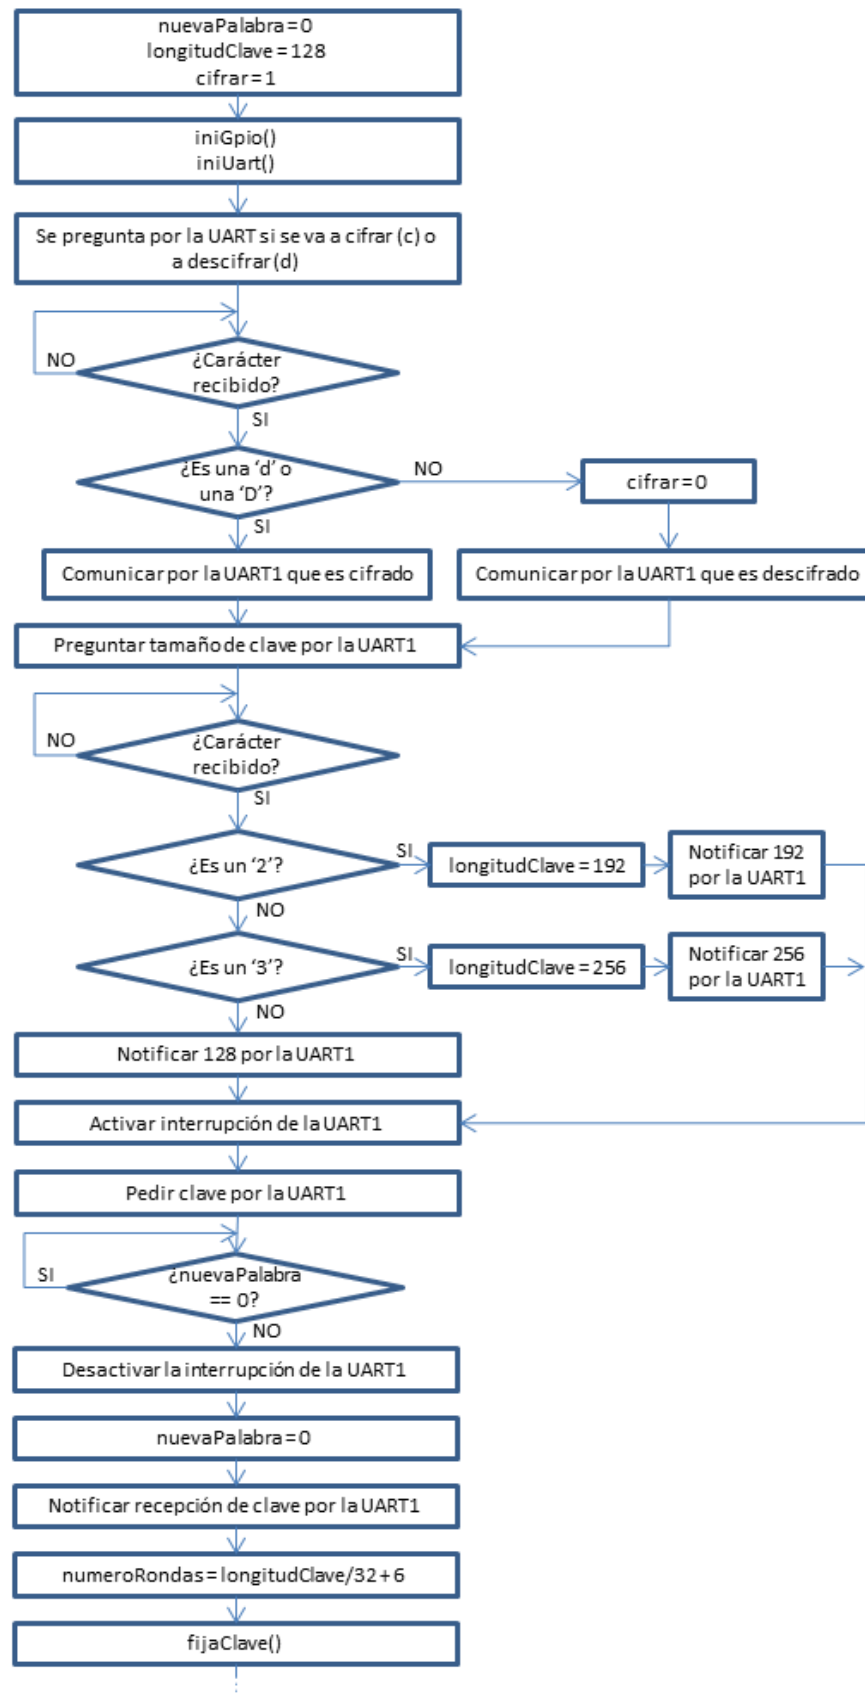 nuevaPalabra=0
longitudClave=128
cifrar=1
iniGpio()
iniUart()
Se pregunta por la UART si se va a cifrar (c) o
a descifrar (d)
¿Carácter
recibido?
NO
SI
¿Es una ‘d’ o
una ‘D’?
NO
cifrar=0
SI
Comunicar por la UART1 que es cifrado
Comunicar por la UART1 que es descifrado
Preguntar tamaño de clave por la UART1
¿Carácter
recibido?
NO
SI
¿Es un ‘2’?
SI
longitudClave=192
Notificar 192
por la UART1
NO
¿Es un ‘3’?
SI
longitudClave=256
Notificar 256
por la UART1
NO
Notificar 128 por la UART1
Activar interrupción de la UART1
Pedir clave por la UART1
¿nuevaPalabra
== 0?
SI
NO
Desactivar la interrupción de la UART1
nuevaPalabra=0
Notificar recepción de clave por la UART1
numeroRondas=longitudClave/32+6
fijaClave()